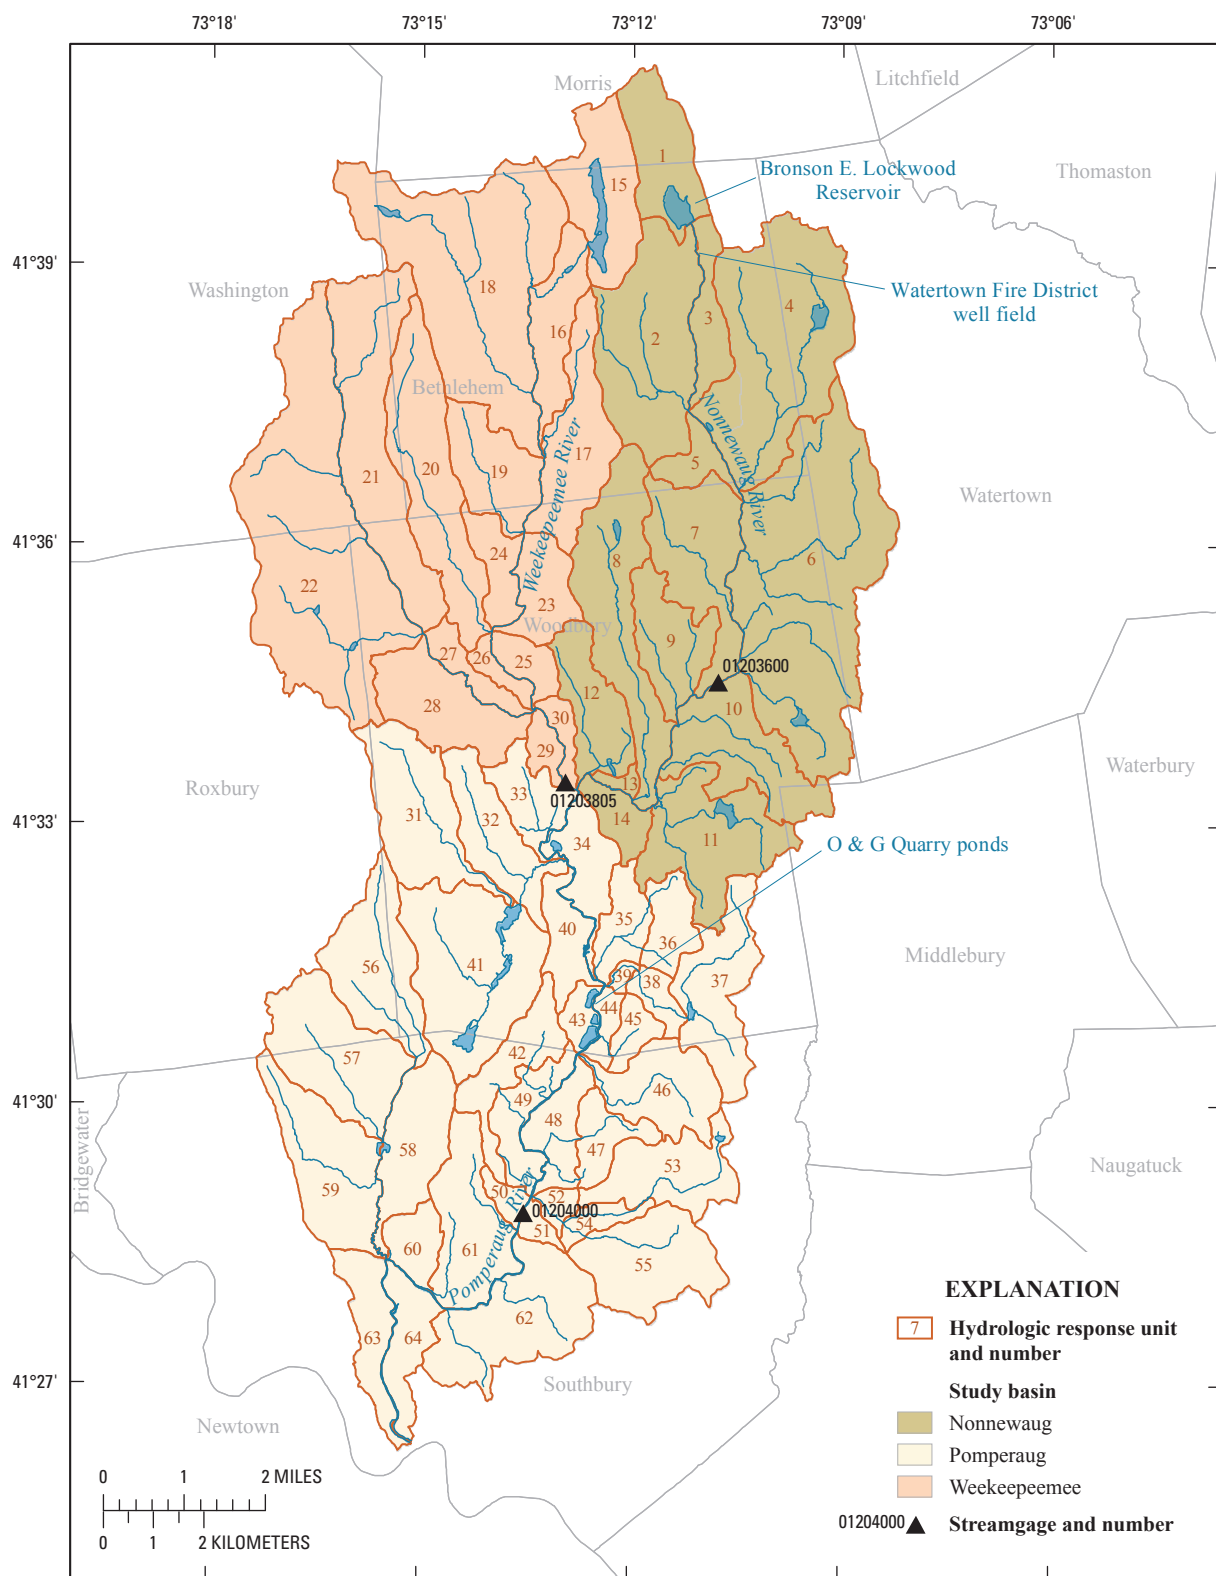 73°18'
73°15'
73°12'
73°09'
73°06'
Morris
Litchfield
Thomaston
1
15
Bronson E. Lockwood
Reservoir
41°39'
Washington
18
Watertown Fire District
well field
4
3
16
2
Bethlehem
Nonnewaug River
Weekeepeemee River
17
5
21
20
19
Watertown
7
41°36'
24
8
6
22
23
Woodbury
9
27
26
25
01203600
12
10
28
30
29
Roxbury
Waterbury
13
01203805
33
31
32
14
34
11
41°33'
O & G Quarry ponds
35
40
36
Middlebury
56
41
39
38
37
44
43
45
42
57
46
49
41°30'
48
Bridgewater
58
47
53
Naugatuck
59
50
52
01204000
54
51
60
61
Pomperaug River
55
62
63
64
41°27'
Southbury
Newtown
EXPLANATION
7 Hydrologic response unit
and number
Study basin
Nonnewaug
Pomperaug
Weekeepeemee
01204000 Streamgage and number
0 1 2 MILES
0 1 2 KILOMETERS